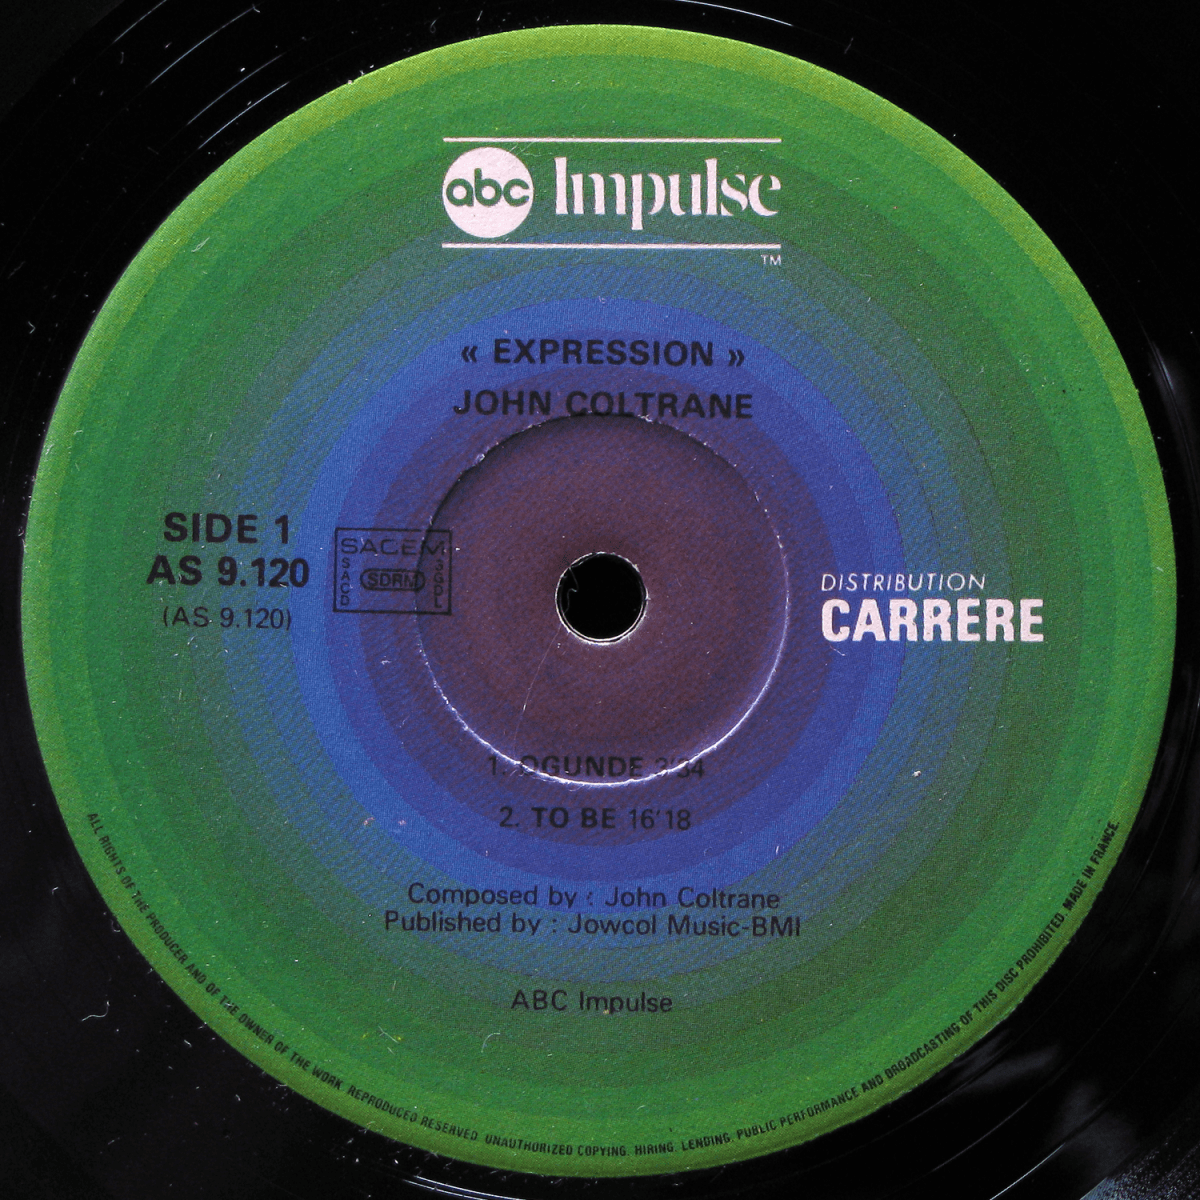 abc Impulse
TM
« EXPRESSION »
JOHN COLTRANE
SIDE 1
AS 9.120
(AS 9.120)
SACEM
SACD
SDRM
SGDL
DISTRIBUTION
CARRERE
1. OGUNDE 3'34
2. TO BE 16'18
Composed by : John Coltrane
Published by : Jowcol Music-BMI
ABC Impulse
ALL RIGHTS OF THE PRODUCER AND OF THE OWNER OF THE WORK REPRODUCED RESERVED. UNAUTHORIZED COPYING, HIRING, LENDING, PUBLIC PERFORMANCE AND BROADCASTING OF THIS DISC PROHIBITED. MADE IN FRANCE.